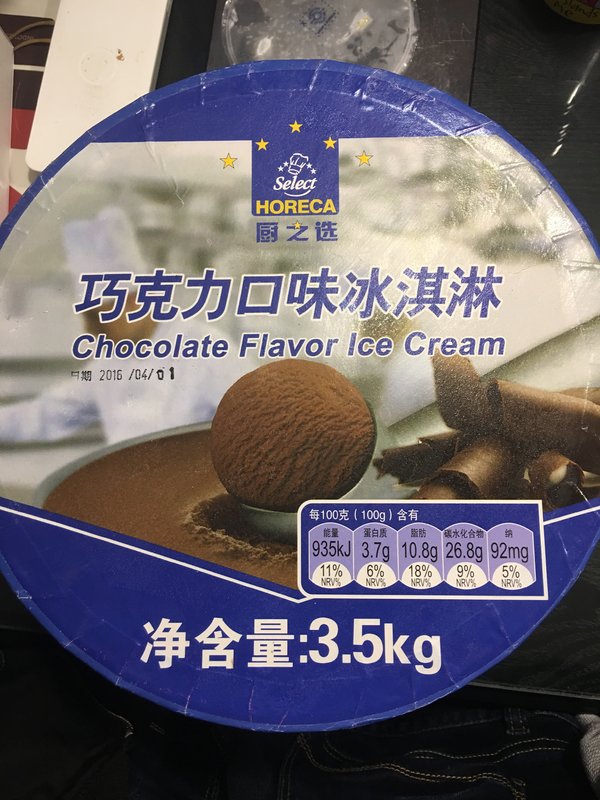 Select
HORECA
厨之选
巧克力口味冰淇淋
Chocolate Flavor Ice Cream
日期 2016 /04/ 01
每100克（100g）含有
能量 蛋白质 脂肪 碳水化合物 钠
935kJ 3.7g 10.8g 26.8g 92mg
11% 6% 18% 9% 5%
NRV% NRV% NRV% NRV% NRV%
净含量:3.5kg